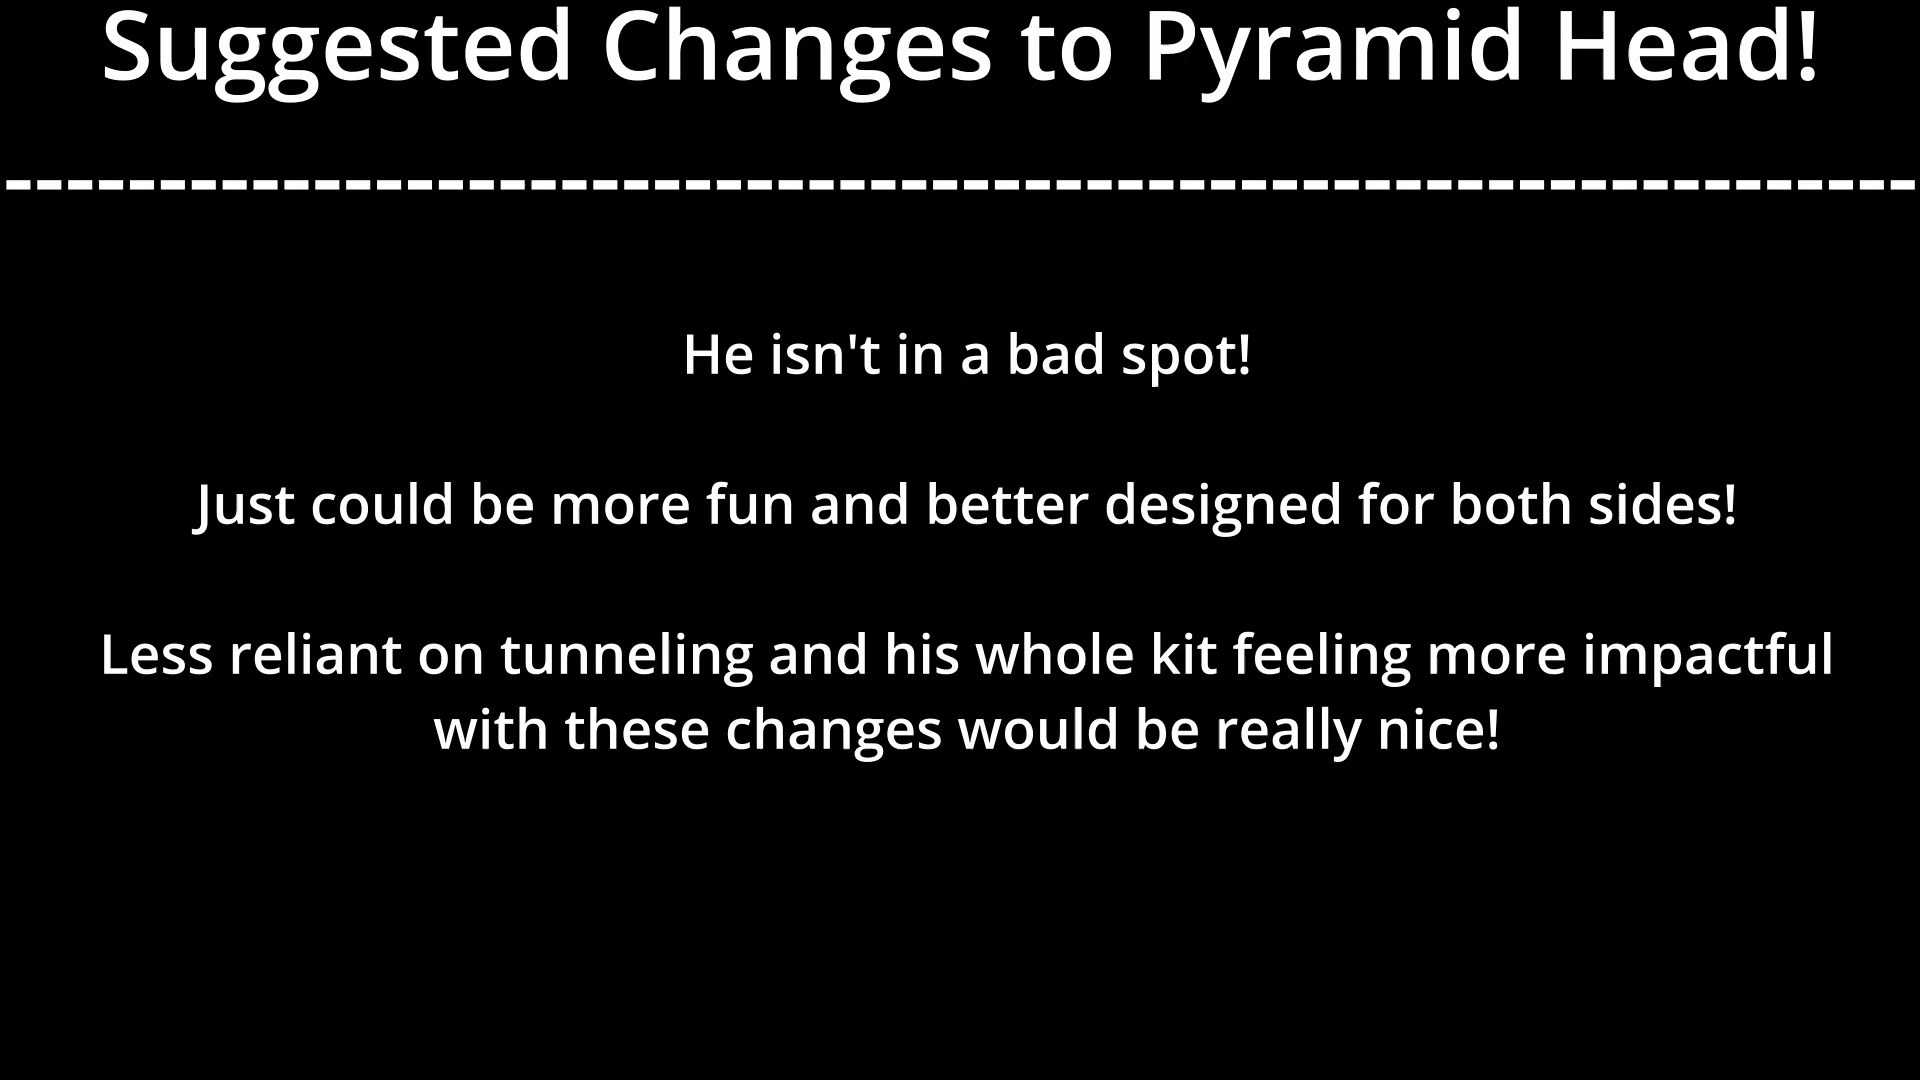 Suggested Changes to Pyramid Head!
--------------------------------------------------------------
He isn't in a bad spot!
Just could be more fun and better designed for both sides!
Less reliant on tunneling and his whole kit feeling more impactful
with these changes would be really nice!